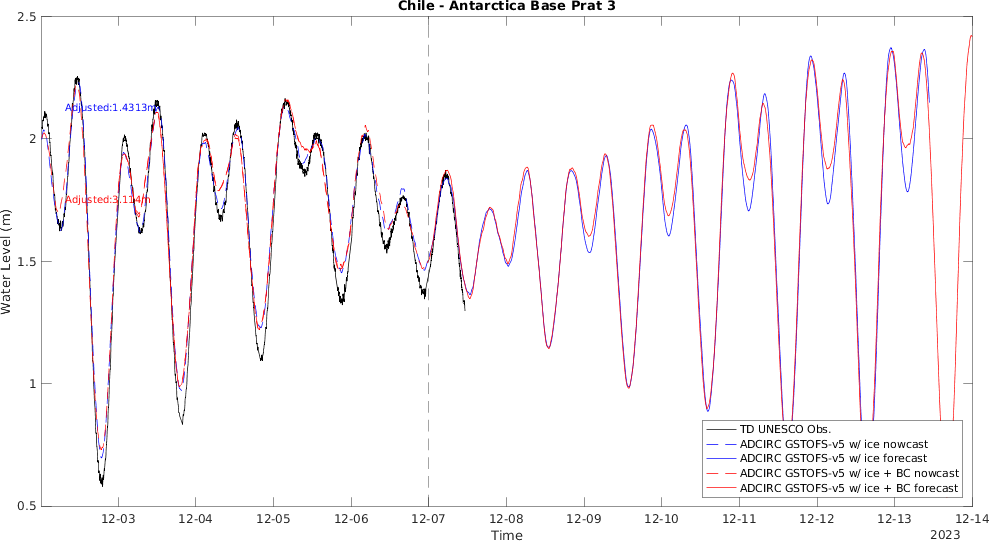 Chile - Antarctica Base Prat 3
2.5
2
1.5
1
0.5
Water Level (m)
Adjusted:1.4313m
Adjusted:3.114m
TD UNESCO Obs.
ADCIRC GSTOFS-v5 w/ ice nowcast
ADCIRC GSTOFS-v5 w/ ice forecast
ADCIRC GSTOFS-v5 w/ ice + BC nowcast
ADCIRC GSTOFS-v5 w/ ice + BC forecast
12-03 12-04 12-05 12-06 12-07 12-08 12-09 12-10 12-11 12-12 12-13 12-14
Time
2023